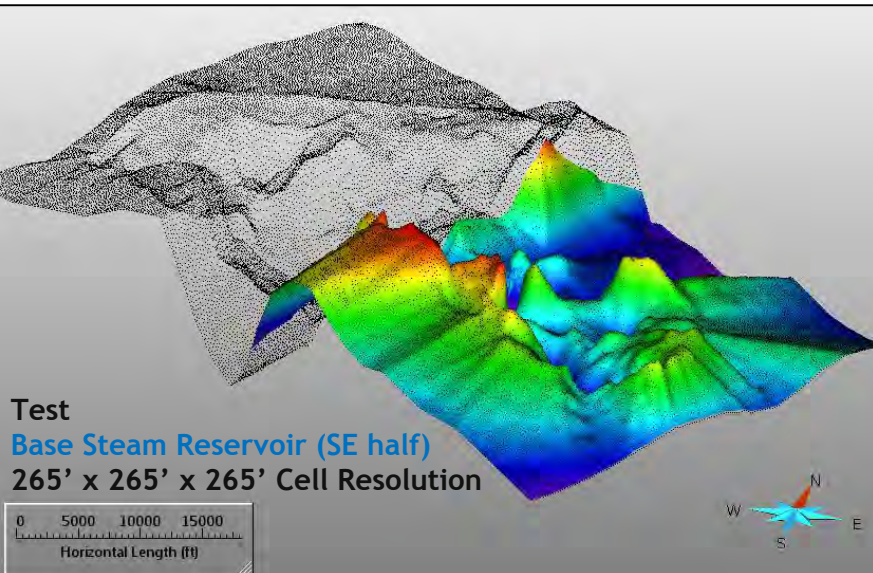 Test
Base Steam Reservoir (SE half)
265’ x 265’ x 265’ Cell Resolution
0 5000 10000 15000
Horizontal Length (ft)
N
W
E
S